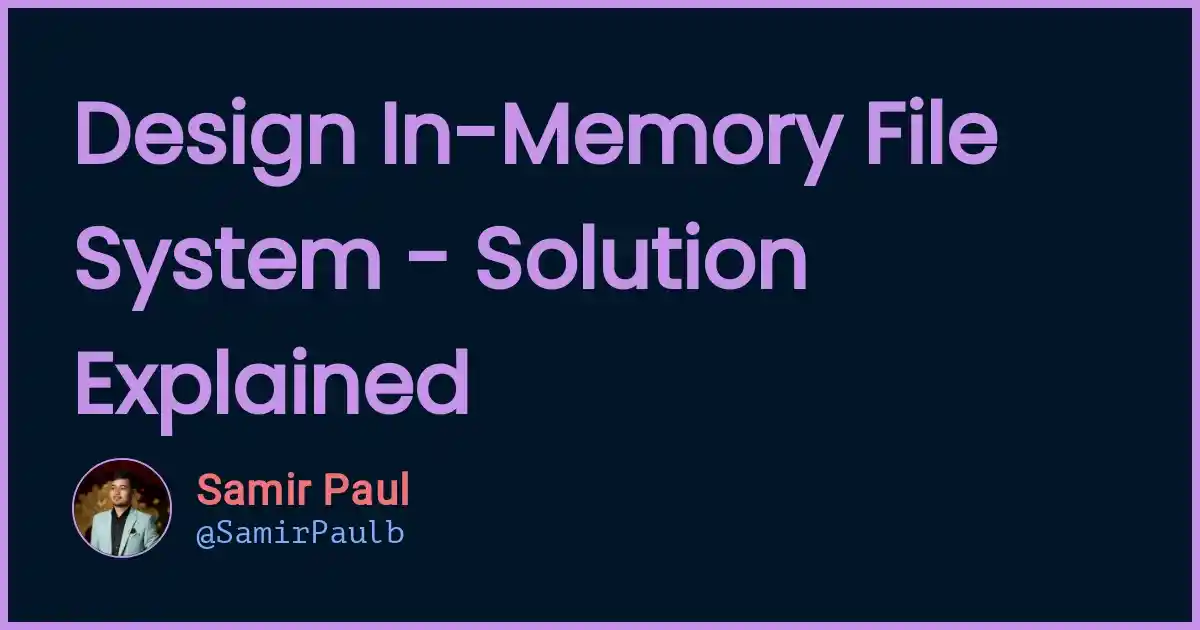 Design In-Memory File
System - Solution
Explained
Samir Paul
@SamirPaulb